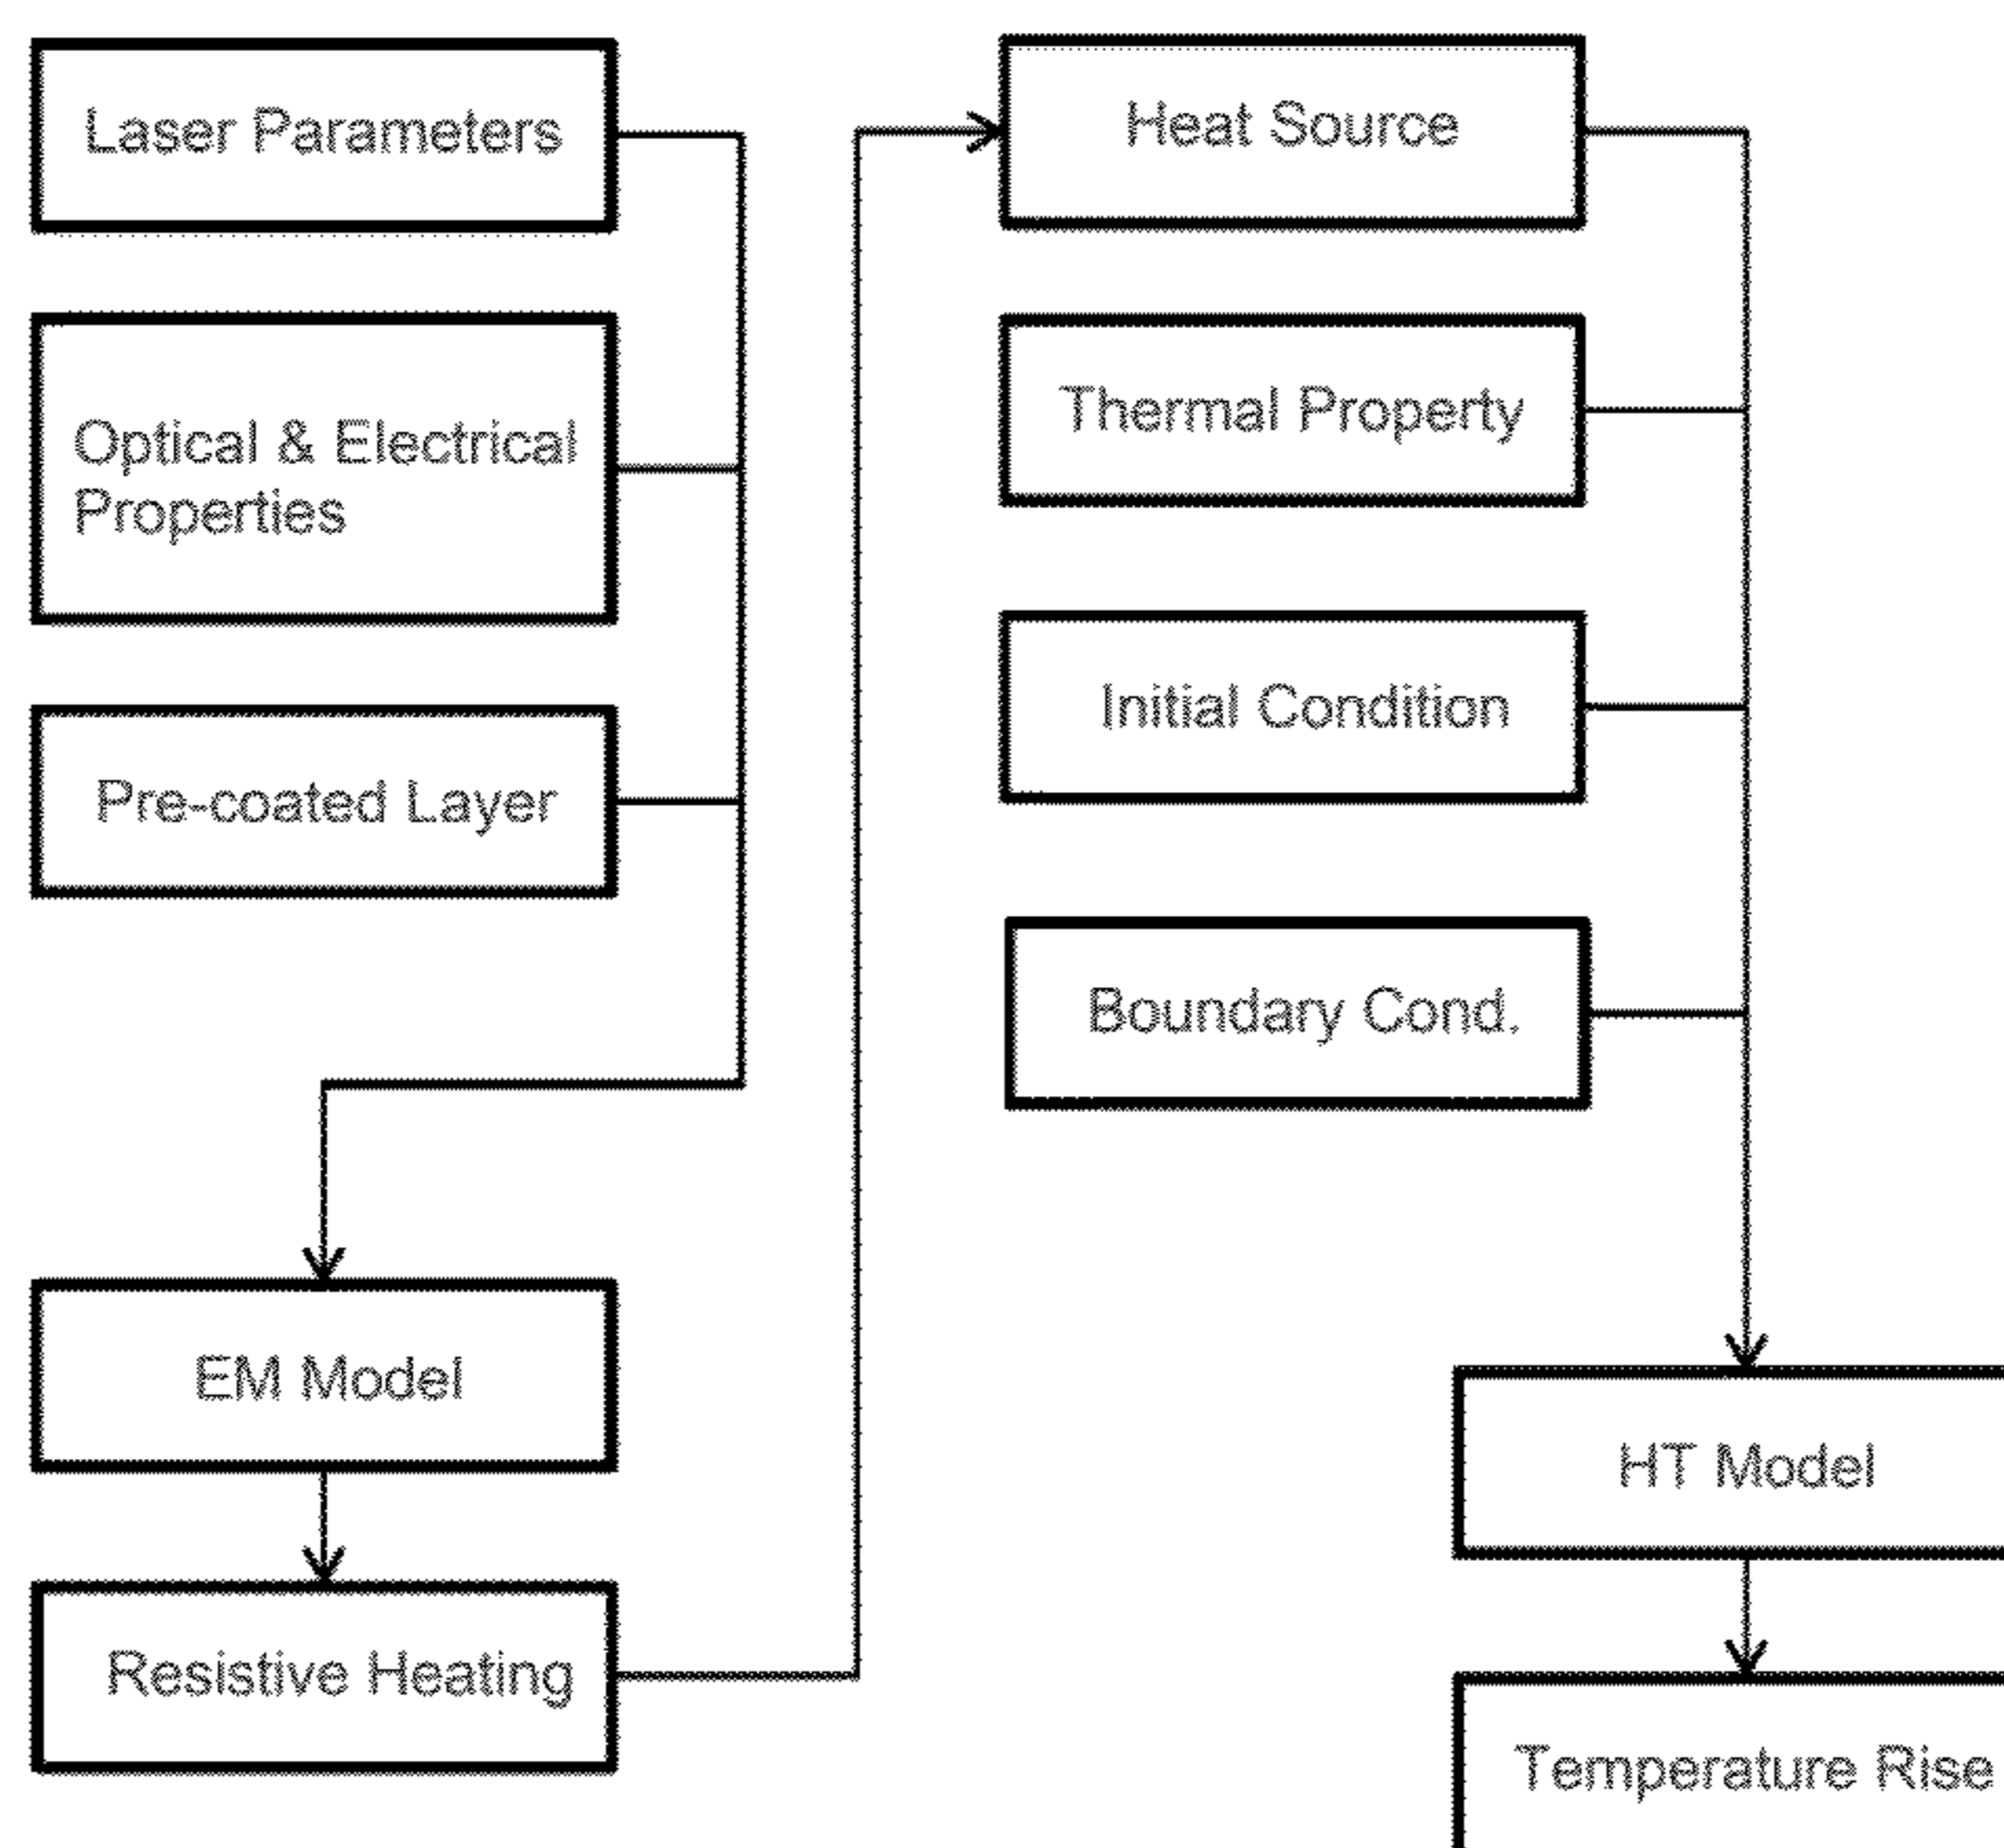 Laser Parameters
Optical & Electrical
Properties
Pre-coated Layer
EM Model
Resistive Heating
Heat Source
Thermal Property
Initial Condition
Boundary Cond.
HT Model
Temperature Rise